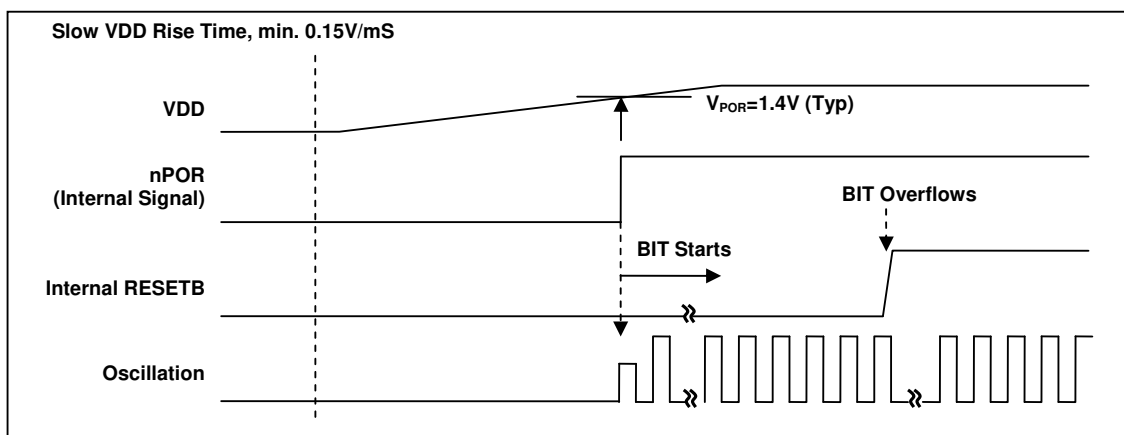 Slow VDD Rise Time, min. 0.15V/mS
VDD
VPOR=1.4V (Typ)
nPOR
(Internal Signal)
BIT Overflows
BIT Starts
Internal RESETB
Oscillation